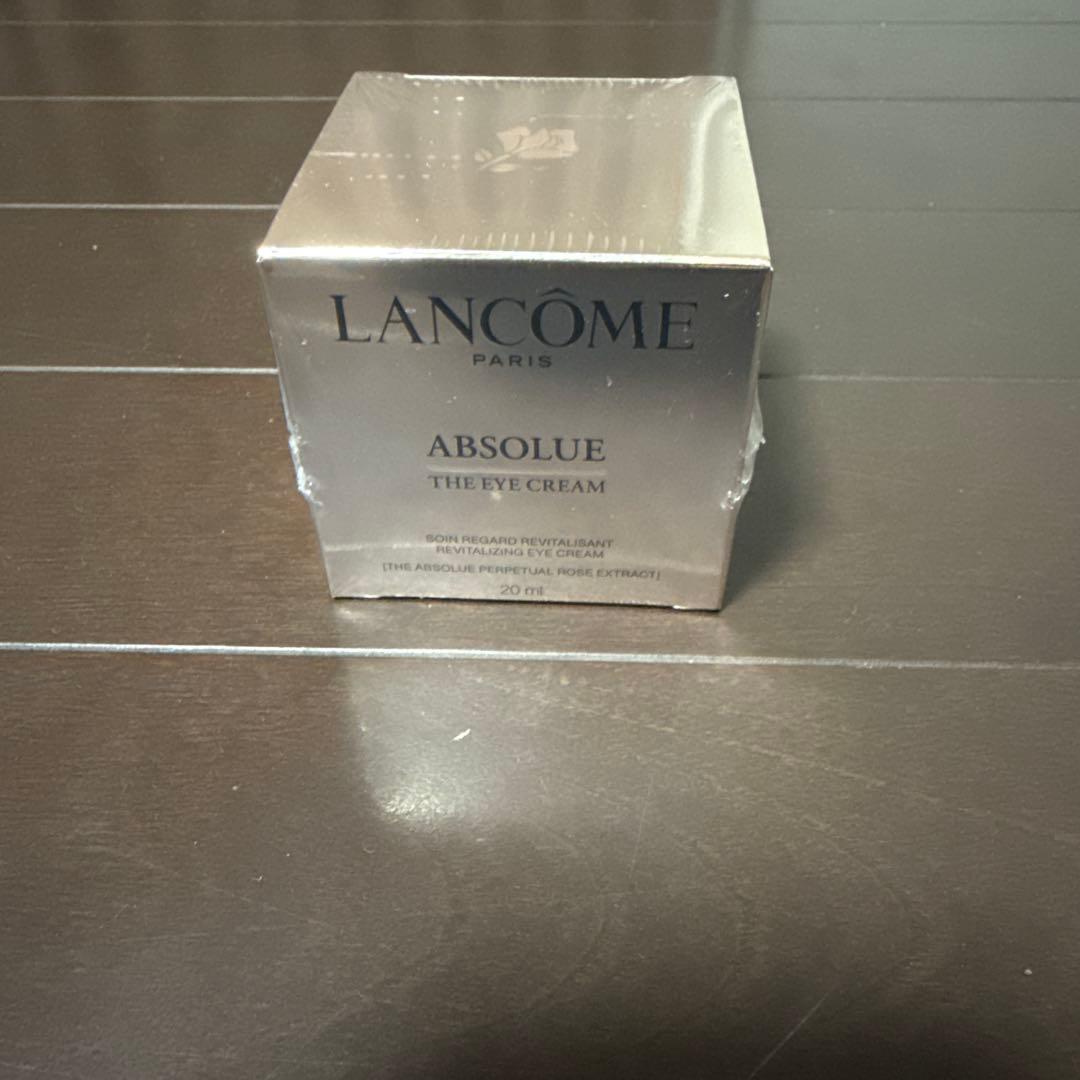 LANCÔME
PARIS
ABSOLUE
THE EYE CREAM
SOIN REGARD REVITALISANT
REVITALIZING EYE CREAM
[THE ABSOLUE PERPETUAL ROSE EXTRACT]
20 ml